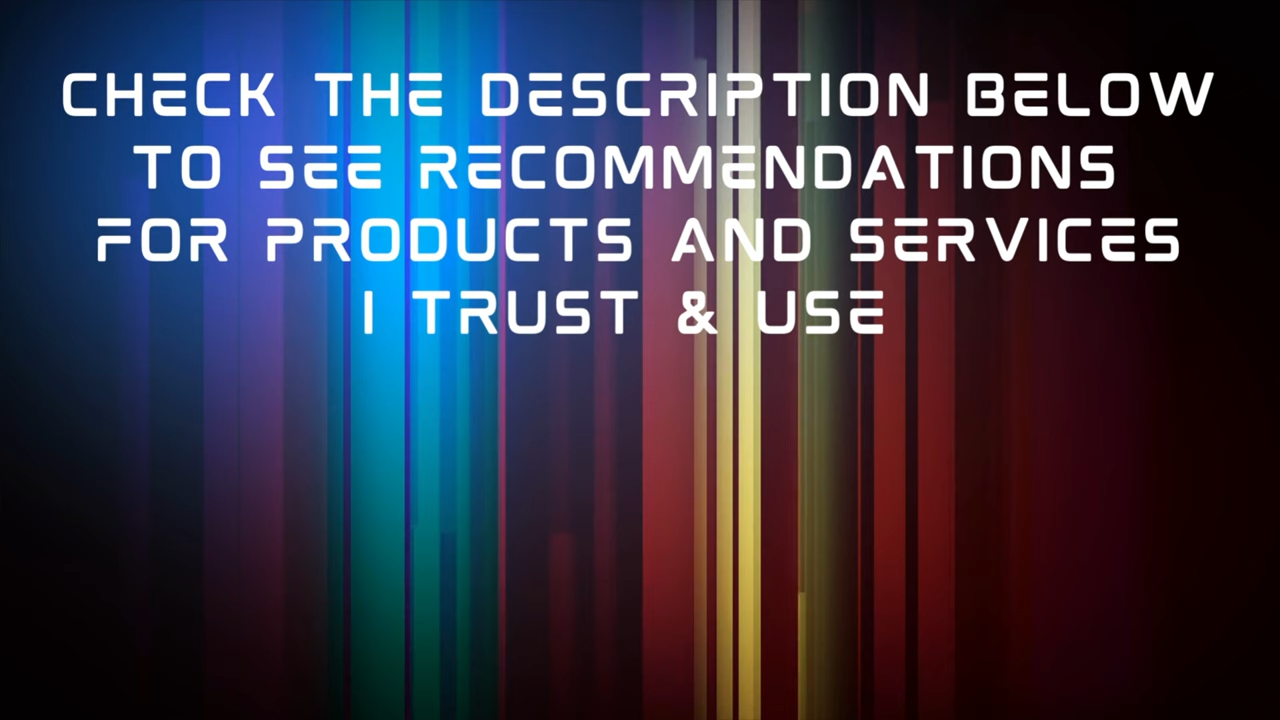 CHECK THE DESCRIPTION BELOW
TO SEE RECOMMENDATIONS
FOR PRODUCTS AND SERVICES
I TRUST & USE